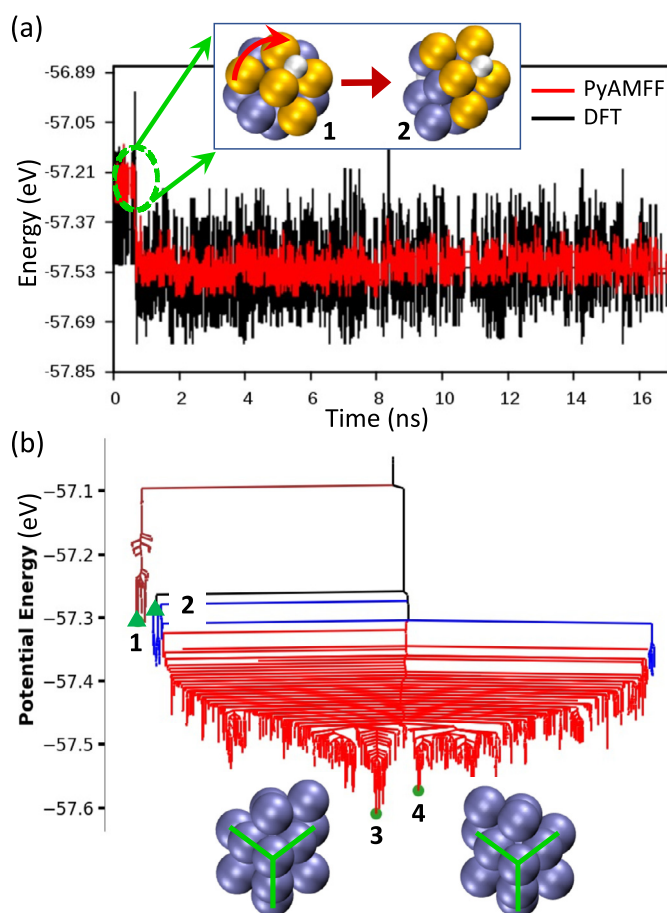 (a)
-56.89
-57.05
-57.21
-57.37
-57.53
-57.69
-57.85
Energy (eV)
1
2
PyAMFF
DFT
0 2 4 6 8 10 12 14 16
Time (ns)
(b)
−57.1
−57.2
−57.3
−57.4
−57.5
−57.6
Potential Energy (eV)
1
2
3
4